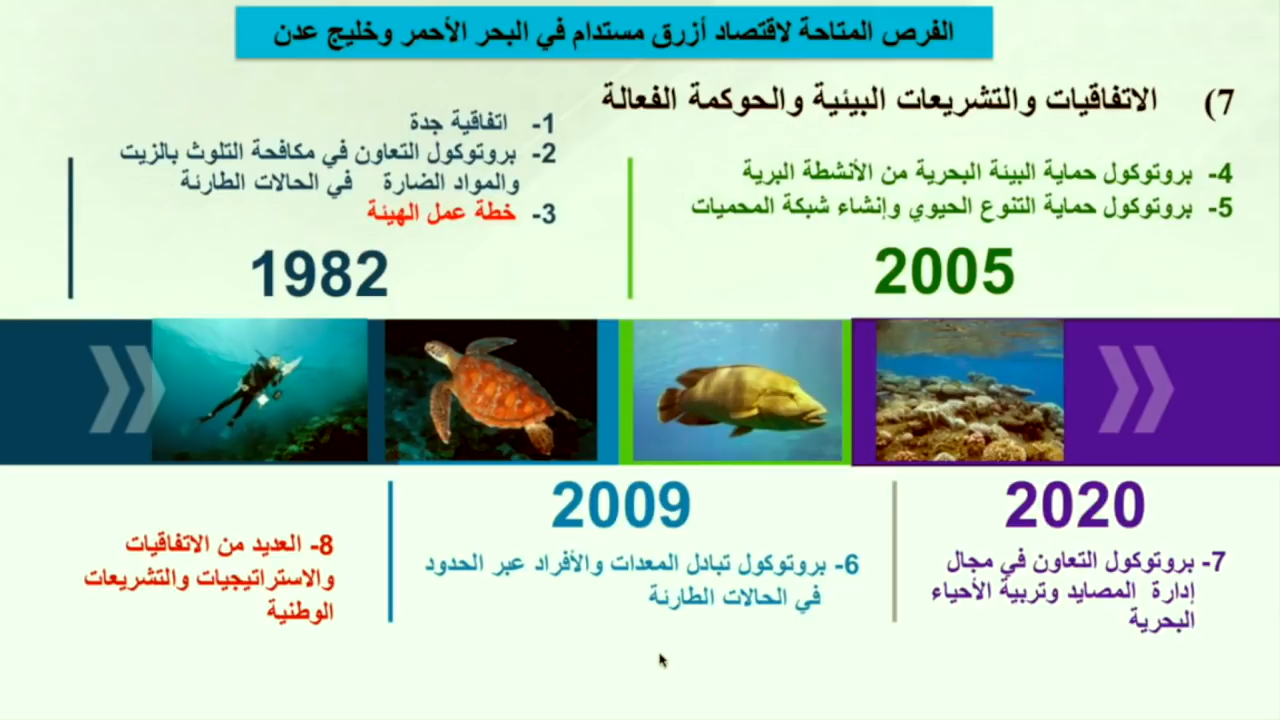 الفرص المتاحة لاقتصاد أزرق مستدام في البحر الأحمر وخليج عدن
7) الاتفاقيات والتشريعات البيئية والحوكمة الفعالة
1- اتفاقية جدة
2- بروتوكول التعاون في مكافحة التلوث بالزيت
والمواد الضارة في الحالات الطارئة
3- خطة عمل الهيئة
1982
4- بروتوكول حماية البيئة البحرية من الأنشطة البرية
5- بروتوكول حماية التنوع الحيوي وإنشاء شبكة المحميات
2005
2009
6- بروتوكول تبادل المعدات والأفراد عبر الحدود
في الحالات الطارئة
2020
7- بروتوكول التعاون في مجال
إدارة المصايد وتربية الأحياء
البحرية
8- العديد من الاتفاقيات
والاستراتيجيات والتشريعات
الوطنية